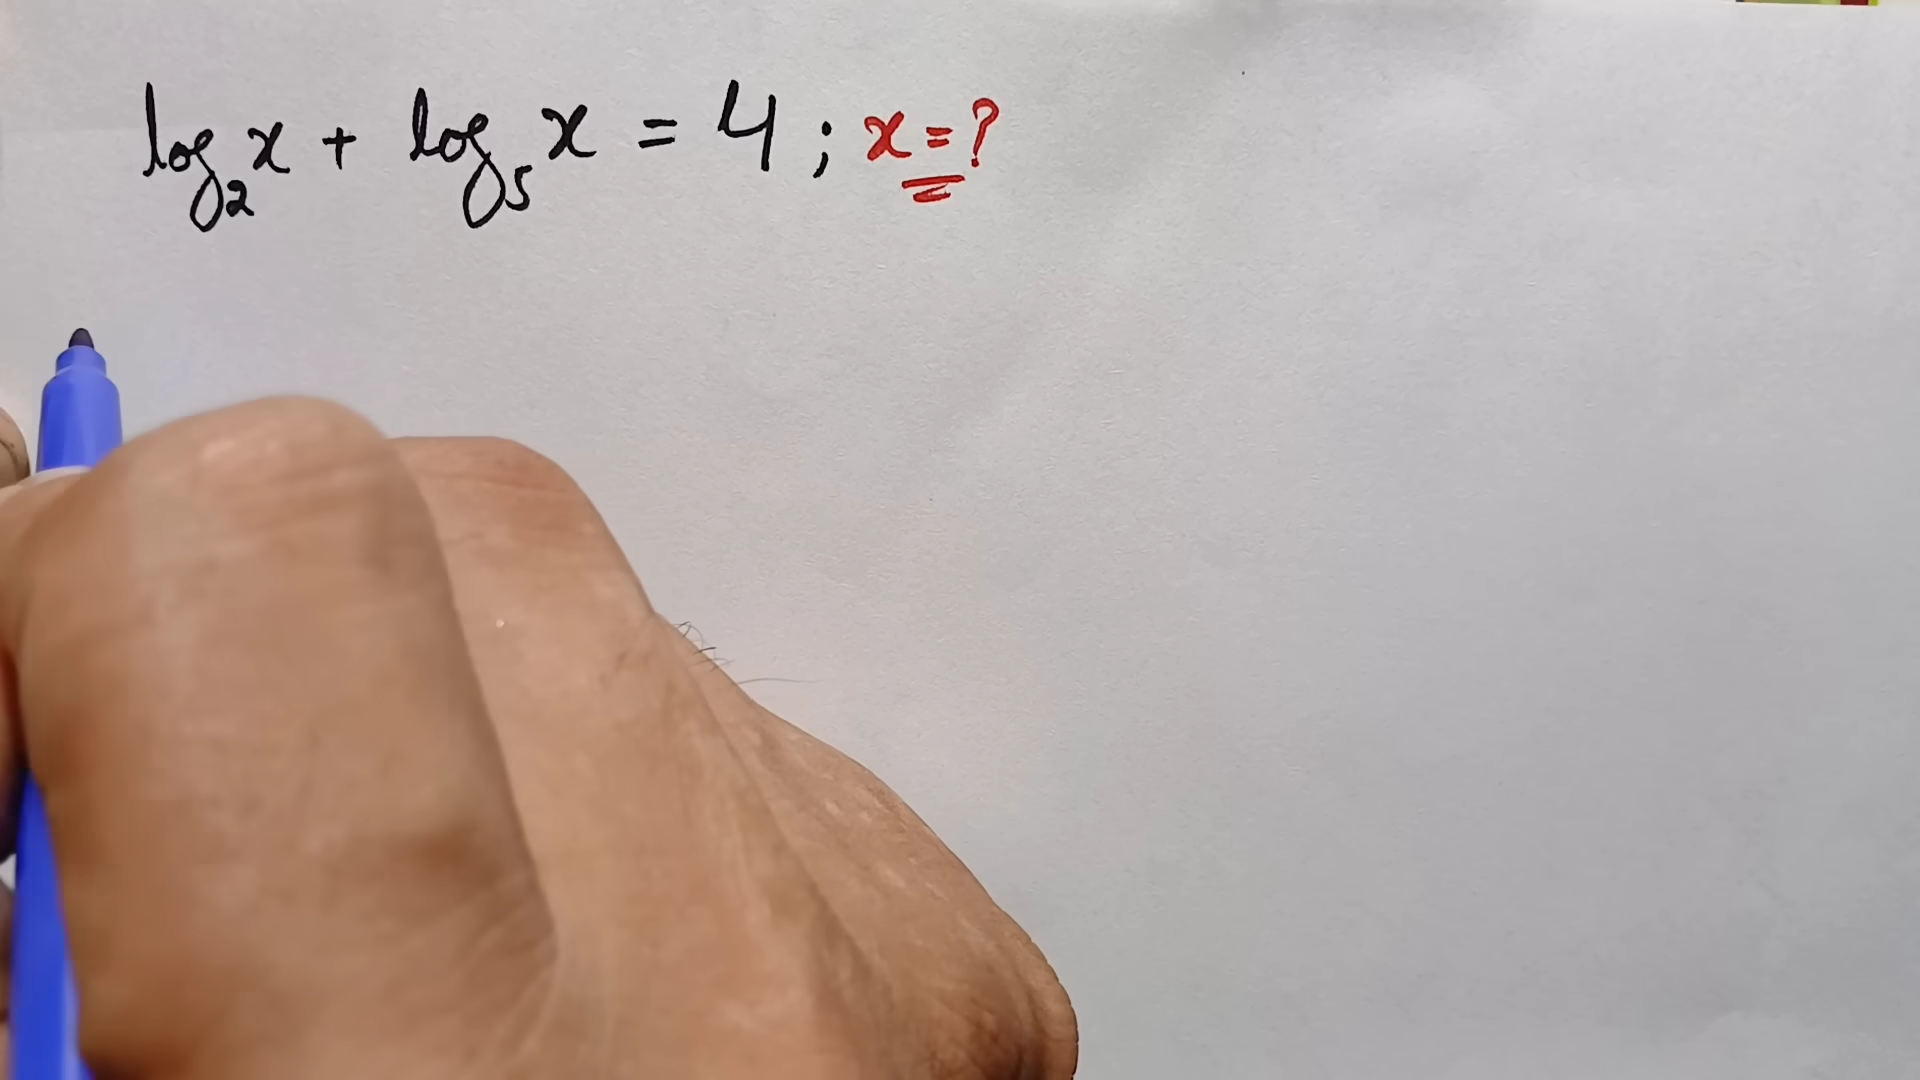 log₂x + log₅x = 4 ; x = ?